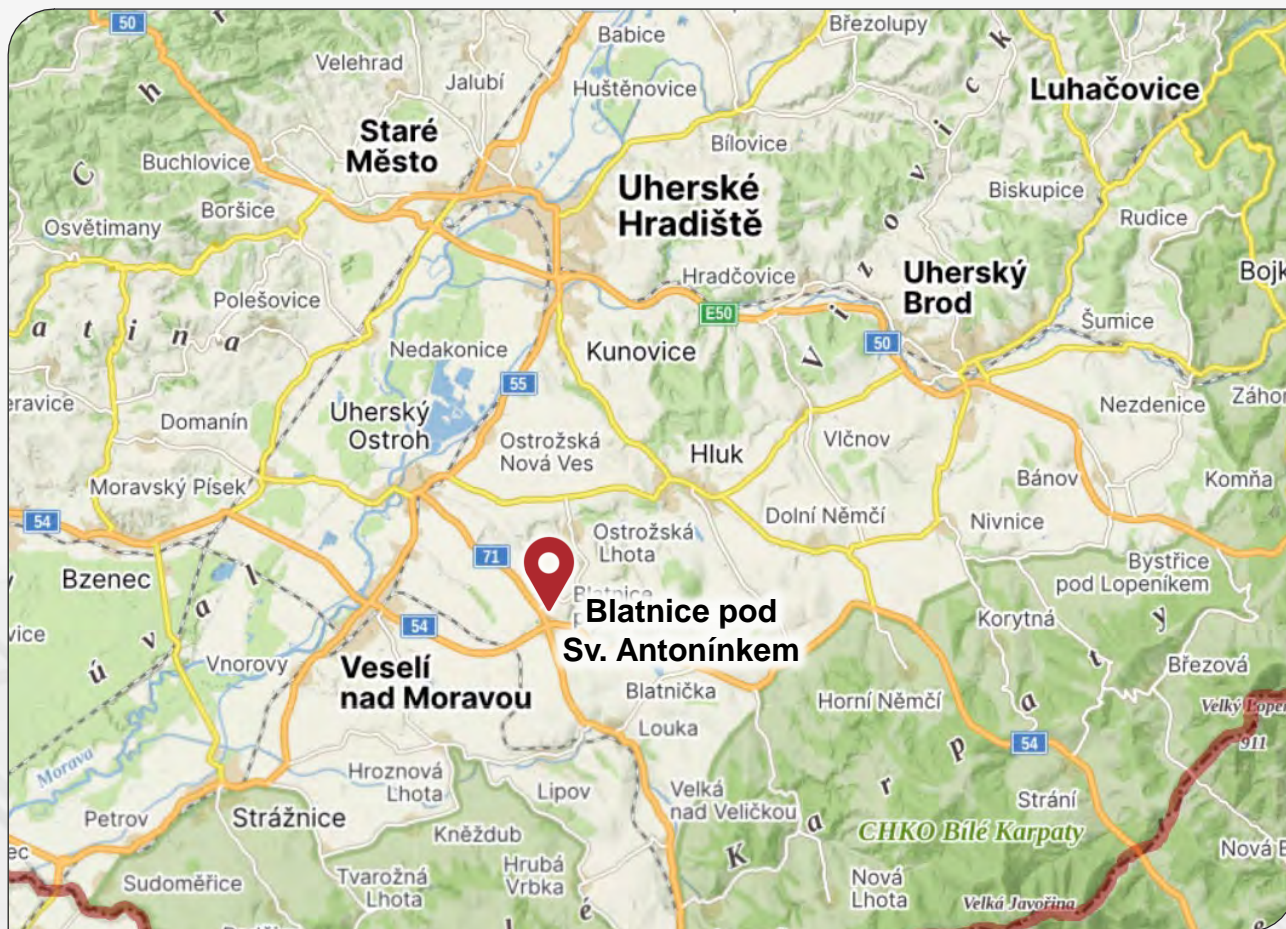 50
Babice
Březolupy
Velehrad
Jalubí
Huštěnovice
Luhačovice
Staré
Město
Bílovice
Buchlovice
Uherské
Hradiště
Biskupice
Boršice
Rudice
Osvětimany
Hradčovice
Uherský
Brod
Bojk
Polešovice
E50
Šumice
50
Nedakonice
Kunovice
55
eravice
Domanín
Uherský
Ostroh
Nezdenice
Záhor
Ostrožská
Nová Ves
Hluk
Vlčnov
Moravský Písek
Bánov
Komňa
54
Dolní Němčí
Nivnice
Ostrožská
Lhota
71
Bzenec
Bystřice
pod Lopeníkem
Blatnice pod
Sv. Antonínkem
54
Korytná
vice
Vnorovy
Veselí
nad Moravou
Březová
Blatnička
Horní Němčí
Velký Lopen
911
Louka
54
Morava
Hroznová
Lhota
Lipov
Velká
nad Veličkou
Strání
Petrov
Strážnice
Kněždub
CHKO Bílé Karpaty
ec
Nová B
Sudoměřice
Tvarožná
Lhota
Hrubá
Vrbka
Nová
Lhota
Velká Javořina
C h ř
a t i n a
V i z o v i c k
ú v a l
K a r p a t y
l é